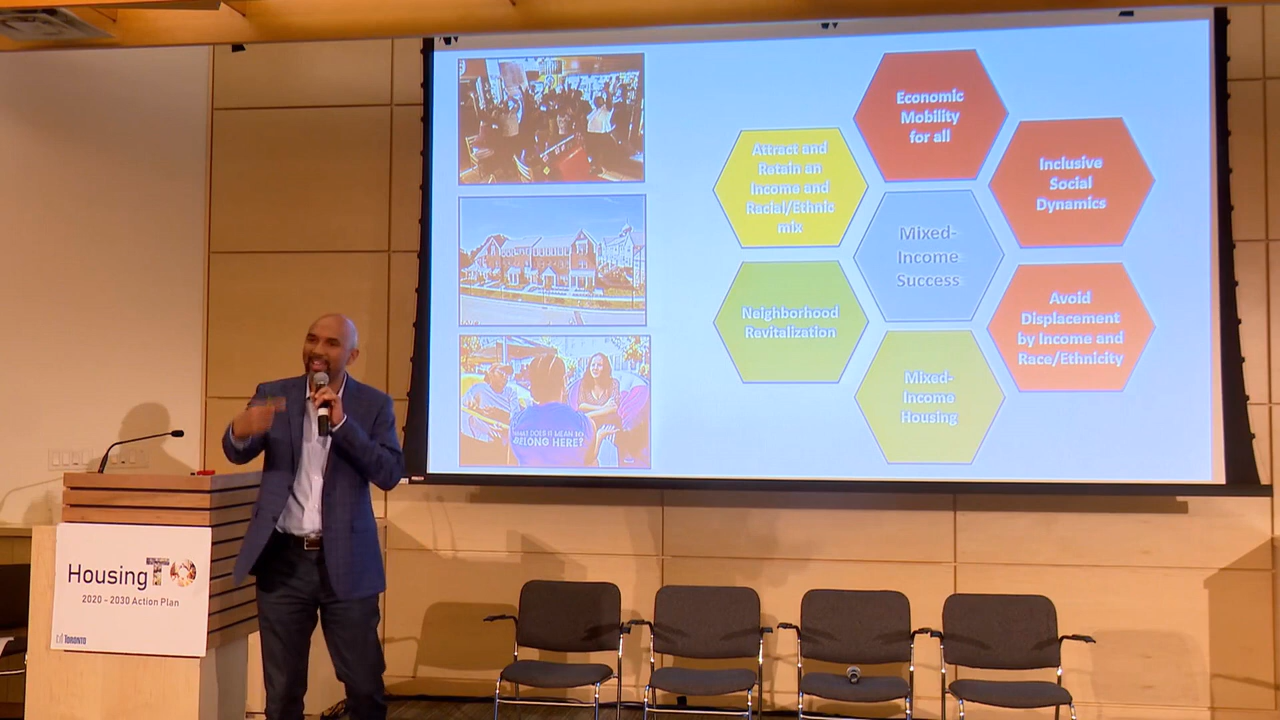 Economic
Mobility
for all
Attract and
Retain an
Income and
Racial/Ethnic
mix
Inclusive
Social
Dynamics
Mixed-
Income
Success
Neighborhood
Revitalization
Avoid
Displacement
by Income and
Race/Ethnicity
Mixed-
Income
Housing
WHAT DOES IT MEAN TO
BELONG HERE?
HousingTO
2020 – 2030 Action Plan
TORONTO